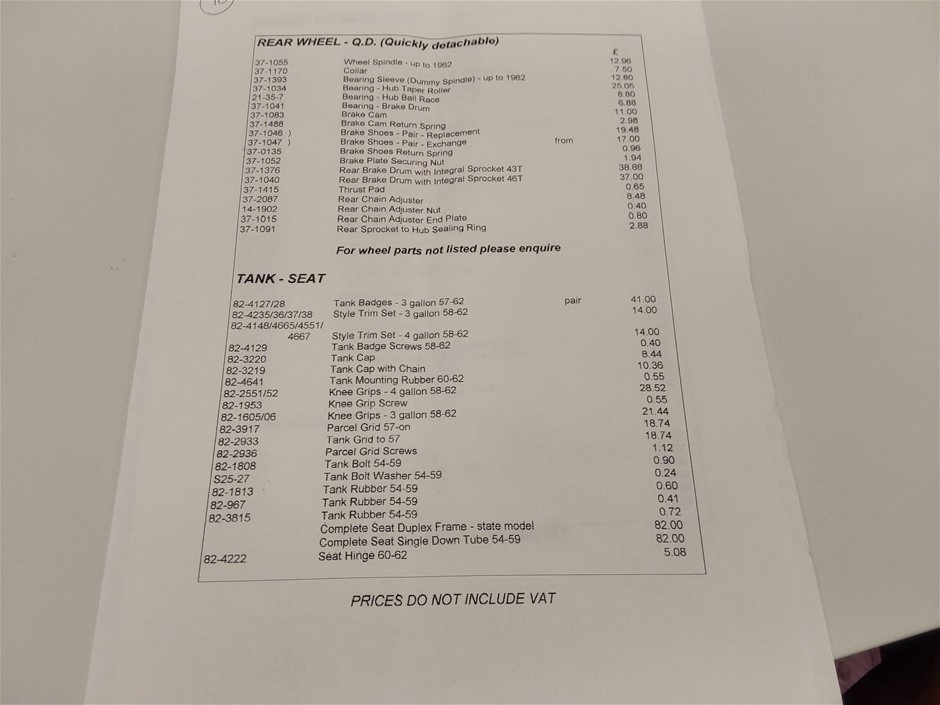 REAR WHEEL - Q.D. (Quickly detachable)
£
37-1055 Wheel Spindle - up to 1962 12.96
37-1170 Collar 7.50
37-1393 Bearing Sleeve (Dummy Spindle) - up to 1962 12.80
37-1034 Bearing - Hub Taper Roller 25.05
21-35-7 Bearing - Hub Ball Race 8.80
37-1041 Bearing - Brake Drum 6.88
37-1083 Brake Cam 11.00
37-1488 Brake Cam Return Spring 2.98
37-1046 ) Brake Shoes - Pair - Replacement 19.48
37-1047 ) Brake Shoes - Pair - Exchange from 17.00
37-0135 Brake Shoes Return Spring 0.96
37-1052 Brake Plate Securing Nut 1.94
37-1376 Rear Brake Drum with Integral Sprocket 43T 38.88
37-1040 Rear Brake Drum with Integral Sprocket 46T 37.00
37-1415 Thrust Pad 0.65
37-2087 Rear Chain Adjuster 8.48
14-1902 Rear Chain Adjuster Nut 0.40
37-1015 Rear Chain Adjuster End Plate 0.80
37-1091 Rear Sprocket to Hub Sealing Ring 2.88
For wheel parts not listed please enquire
TANK - SEAT
82-4127/28 Tank Badges - 3 gallon 57-62 pair 41.00
82-4235/36/37/38 Style Trim Set - 3 gallon 58-62 14.00
82-4148/4665/4551/
4667 Style Trim Set - 4 gallon 58-62 14.00
82-4129 Tank Badge Screws 58-62 0.40
82-3220 Tank Cap 8.44
82-3219 Tank Cap with Chain 10.36
82-4641 Tank Mounting Rubber 60-62 0.55
82-2551/52 Knee Grips - 4 gallon 58-62 28.52
82-1953 Knee Grip Screw 0.55
82-1605/06 Knee Grips - 3 gallon 58-62 21.44
82-3917 Parcel Grid 57-on 18.74
82-2933 Tank Grid to 57 18.74
82-2936 Parcel Grid Screws 1.12
82-1808 Tank Bolt 54-59 0.90
S25-27 Tank Bolt Washer 54-59 0.24
82-1813 Tank Rubber 54-59 0.60
82-967 Tank Rubber 54-59 0.41
82-3815 Tank Rubber 54-59 0.72
Complete Seat Duplex Frame - state model 82.00
Complete Seat Single Down Tube 54-59 82.00
82-4222 Seat Hinge 60-62 5.08
PRICES DO NOT INCLUDE VAT